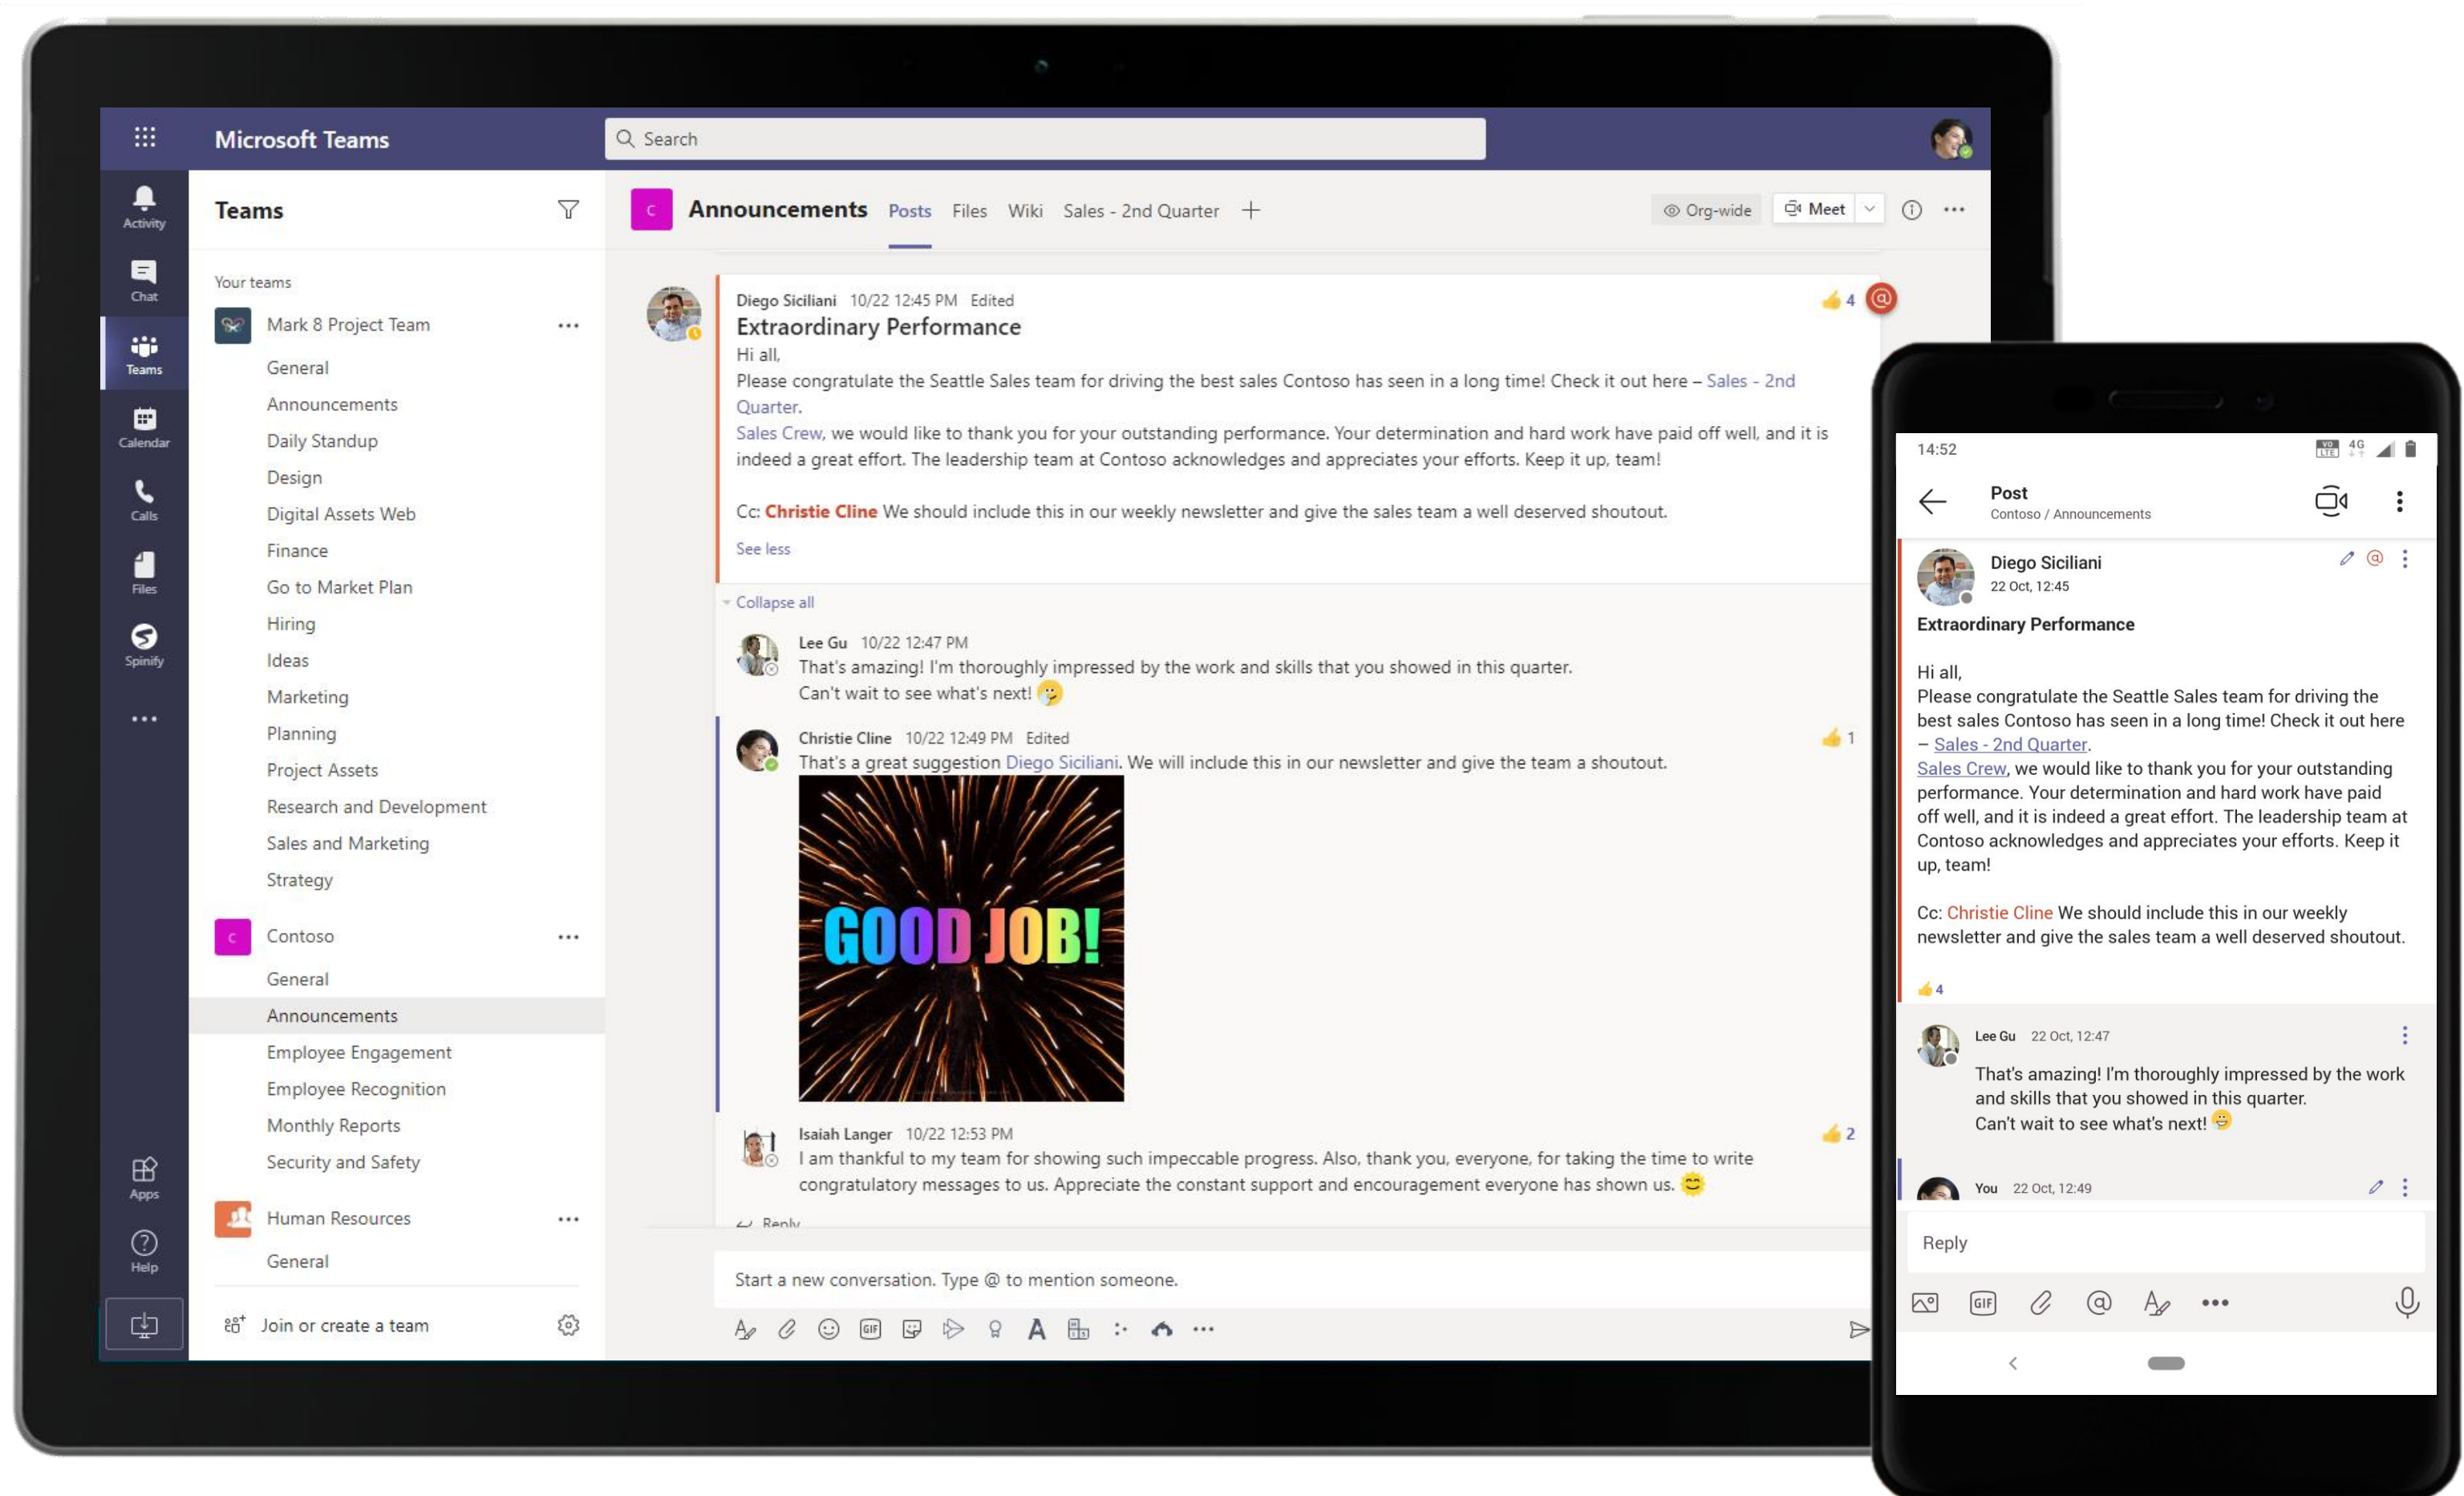 Microsoft Teams
Search
Activity
Chat
Teams
Calendar
Calls
Files
Spinify
Apps
Help
Teams
Your teams
Mark 8 Project Team
General
Announcements
Daily Standup
Design
Digital Assets Web
Finance
Go to Market Plan
Hiring
Ideas
Marketing
Planning
Project Assets
Research and Development
Sales and Marketing
Strategy
C Contoso
General
Announcements
Employee Engagement
Employee Recognition
Monthly Reports
Security and Safety
Human Resources
General
Join or create a team
C Announcements Posts Files Wiki Sales - 2nd Quarter Org-wide Meet
Diego Siciliani 10/22 12:45 PM Edited 4 @
Extraordinary Performance
Hi all,
Please congratulate the Seattle Sales team for driving the best sales Contoso has seen in a long time! Check it out here – Sales - 2nd
Quarter.
Sales Crew, we would like to thank you for your outstanding performance. Your determination and hard work have paid off well, and it is
indeed a great effort. The leadership team at Contoso acknowledges and appreciates your efforts. Keep it up, team!
Cc: Christie Cline We should include this in our weekly newsletter and give the sales team a well deserved shoutout.
See less
Collapse all
Lee Gu 10/22 12:47 PM
That's amazing! I'm thoroughly impressed by the work and skills that you showed in this quarter.
Can't wait to see what's next!
Christie Cline 10/22 12:49 PM Edited 1
That's a great suggestion Diego Siciliani. We will include this in our newsletter and give the team a shoutout.
GOOD JOB!
Isaiah Langer 10/22 12:53 PM 2
I am thankful to my team for showing such impeccable progress. Also, thank you, everyone, for taking the time to write
congratulatory messages to us. Appreciate the constant support and encouragement everyone has shown us.
Reply
Start a new conversation. Type @ to mention someone.
GIF
14:52 VO LTE 4G
Post
Contoso / Announcements
Diego Siciliani @
22 Oct, 12:45
Extraordinary Performance
Hi all,
Please congratulate the Seattle Sales team for driving the
best sales Contoso has seen in a long time! Check it out here
– Sales - 2nd Quarter.
Sales Crew, we would like to thank you for your outstanding
performance. Your determination and hard work have paid
off well, and it is indeed a great effort. The leadership team at
Contoso acknowledges and appreciates your efforts. Keep it
up, team!
Cc: Christie Cline We should include this in our weekly
newsletter and give the sales team a well deserved shoutout.
4
Lee Gu 22 Oct, 12:47
That's amazing! I'm thoroughly impressed by the work
and skills that you showed in this quarter.
Can't wait to see what's next!
You 22 Oct, 12:49
Reply
GIF @